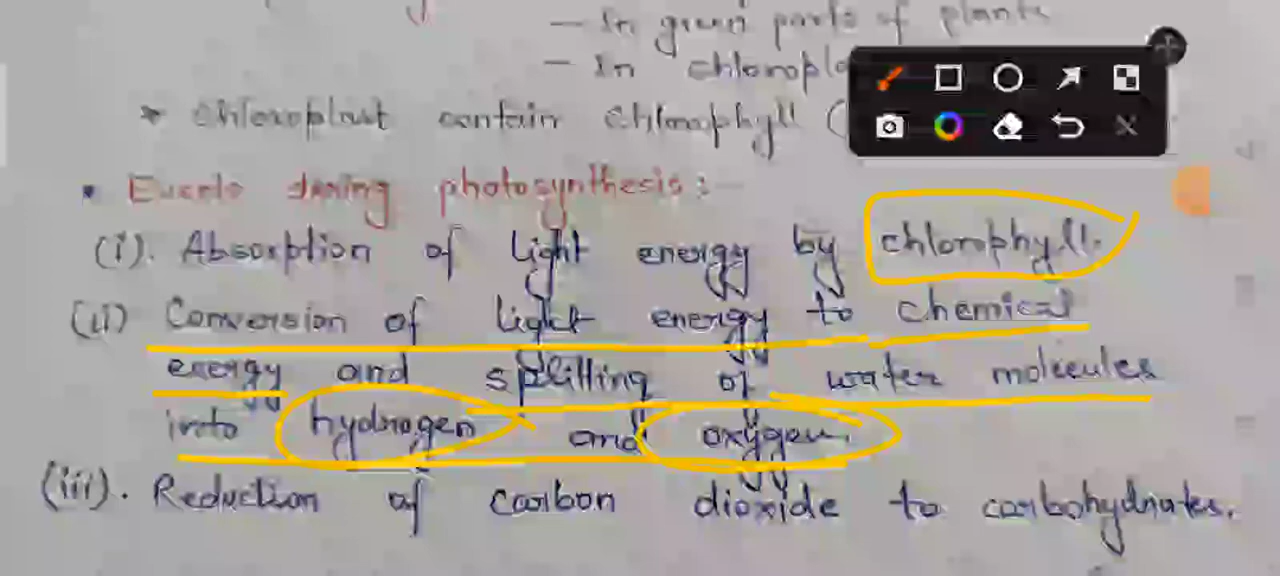 - In green parts of plants
- In
* Chloroplast contain chlorophyll (
• Events during photosynthesis:-
(i). Absorption of light energy by chlorophyll.
(ii) Conversion of light energy to chemical
energy and splitting of water molecules
into hydrogen and oxygen.
(iii). Reduction of carbon dioxide to carbohydrates.